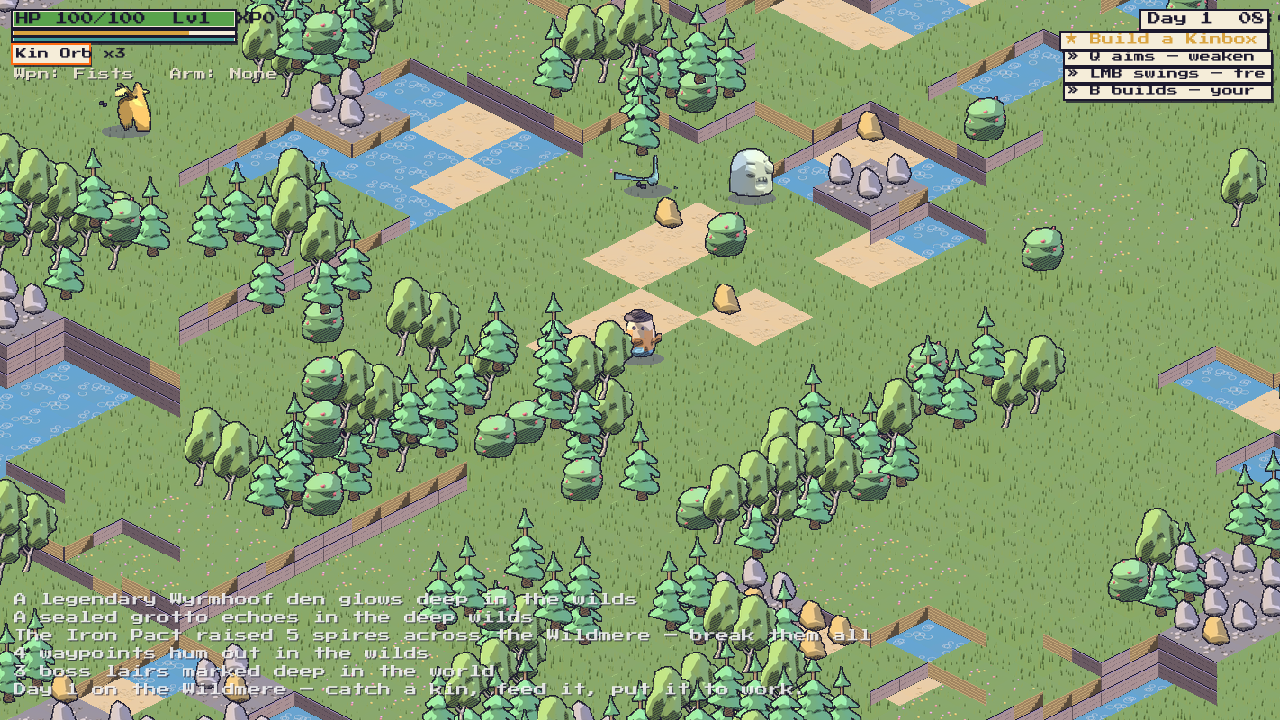 HP 100/100 Lv1 XP0
Kin Orb x3
Wpn: Fists Arm: None
Day 1 08:
★ Build a Kinbox
» Q aims — weaken
» LMB swings — tre
» B builds — your
A legendary Wyrmhoof den glows deep in the wilds
A sealed grotto echoes in the deep wilds
The Iron Pact raised 5 spires across the Wildmere — break them all
4 waypoints hum out in the wilds
3 boss lairs marked deep in the world
Day 1 on the Wildmere — catch a kin, feed it, put it to work